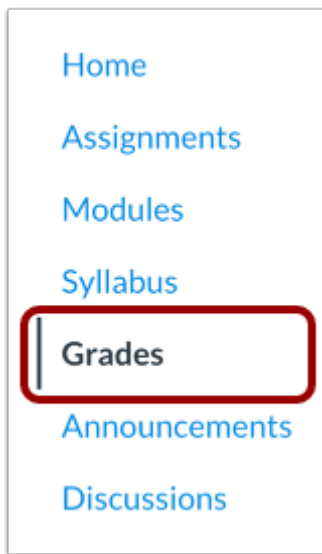 Home
Assignments
Modules
Syllabus
Grades
Announcements
Discussions